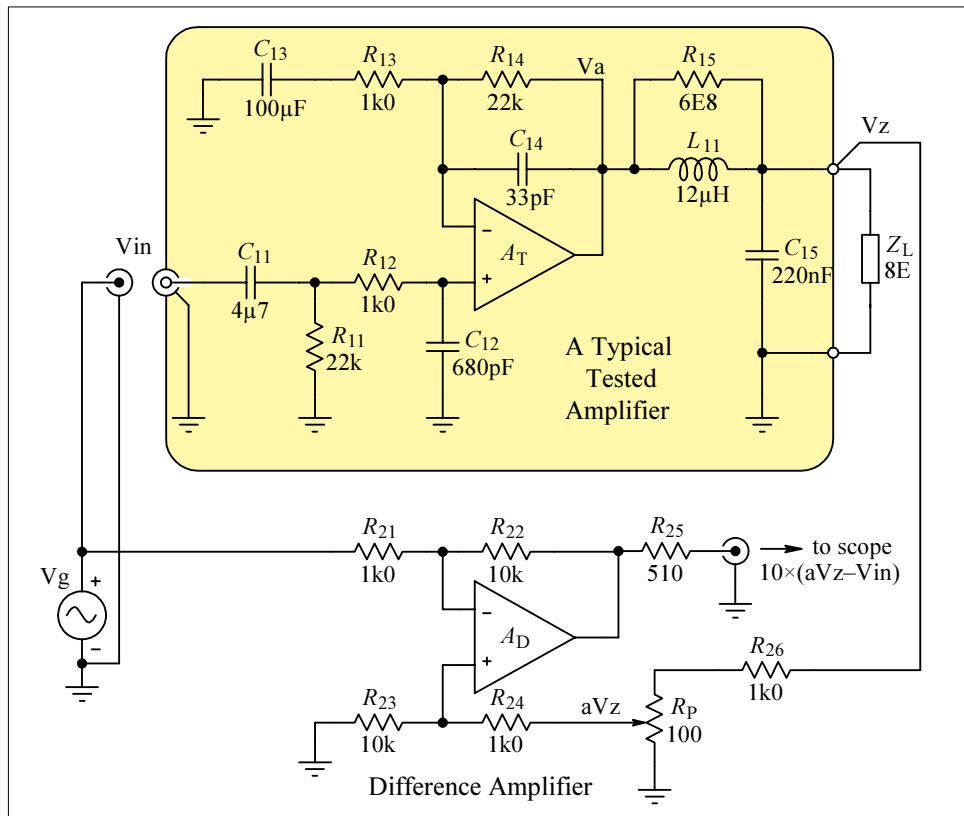 C13
100µF
R13
1k0
R14
22k
Va
R15
6E8
C14
33pF
L11
12µH
Vz
Vin
C11
4µ7
R12
1k0
−
+
AT
C15
220nF
ZL
8E
R11
22k
C12
680pF
A Typical
Tested
Amplifier
Vg
+
−
R21
1k0
R22
10k
R25
510
to scope
10×(aVz–Vin)
−
+
AD
R23
10k
R24
1k0
aVz
RP
100
R26
1k0
Difference Amplifier